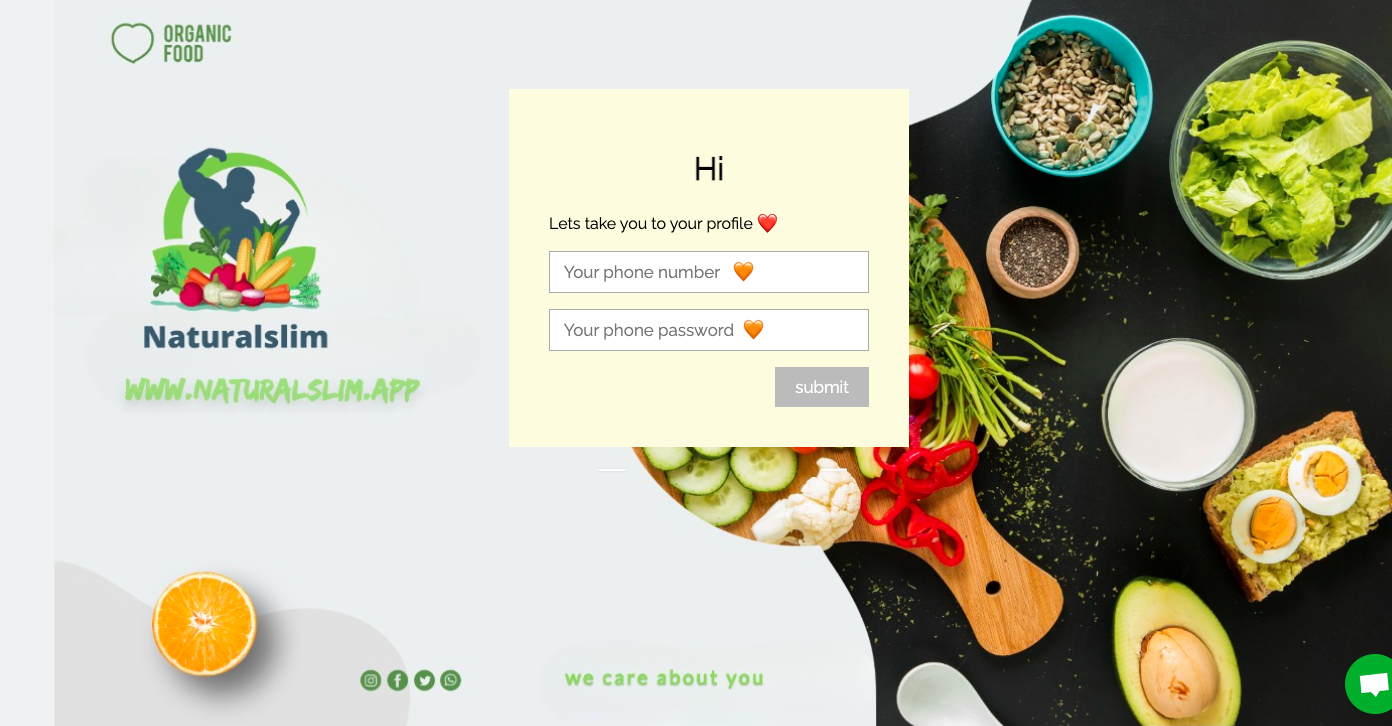 ORGANIC
FOOD
Hi
Lets take you to your profile ❤️
Your phone number 🧡
Your phone password 🧡
submit
Naturalslim
WWW.NATURALSLIM.APP
we care about you